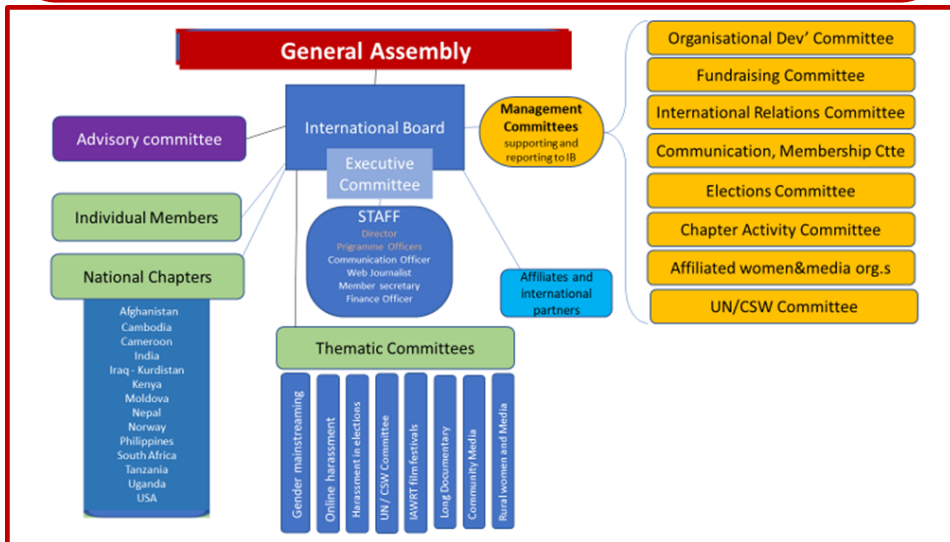 General Assembly
International Board
Executive
Committee
Advisory committee
Individual Members
National Chapters
Afghanistan
Cambodia
Cameroon
India
Iraq - Kurdistan
Kenya
Moldova
Nepal
Norway
Philippines
South Africa
Tanzania
Uganda
USA
STAFF
Director
Prigramme Officers
Communication Officer
Web Journalist
Member secretary
Finance Officer
Thematic Committees
Gender mainstreaming
Online harassment
Harassment in elections
UN / CSW Committee
IAWRT film festivals
Long Documentary
Community Media
Rural women and Media
Affiliates and
international
partners
Management
Committees
supporting and
reporting to IB
Organisational Dev' Committee
Fundraising Committee
International Relations Committee
Communication, Membership Ctte
Elections Committee
Chapter Activity Committee
Affiliated women&media org.s
UN/CSW Committee